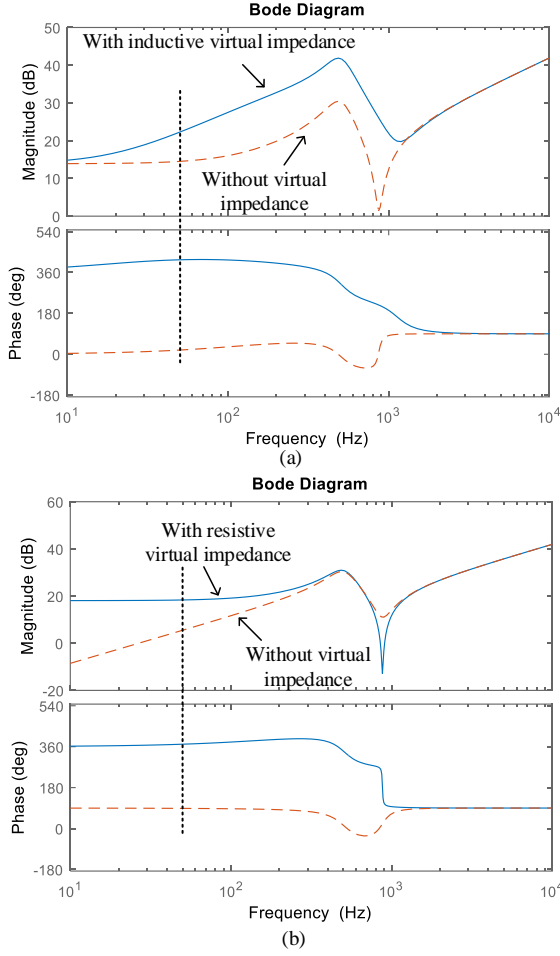 Bode Diagram
50
40
30
20
10
0
Magnitude (dB)
With inductive virtual impedance
Without virtual
impedance
540
360
180
0
-180
Phase (deg)
10^1
10^2
10^3
10^4
Frequency (Hz)
(a)
Bode Diagram
60
40
20
0
-20
Magnitude (dB)
With resistive
virtual impedance
Without virtual
impedance
540
360
180
0
-180
Phase (deg)
10^1
10^2
10^3
10^4
Frequency (Hz)
(b)